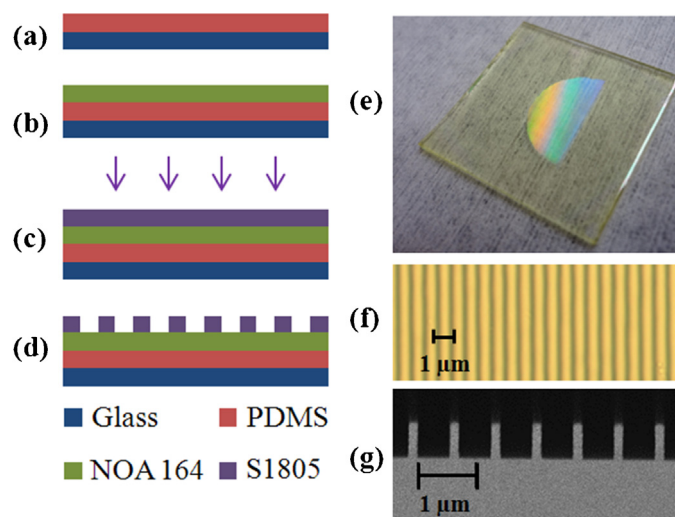 (a)
(b)
(c)
(d)
Glass
PDMS
NOA 164
S1805
(e)
(f)
1 μm
(g)
1 μm